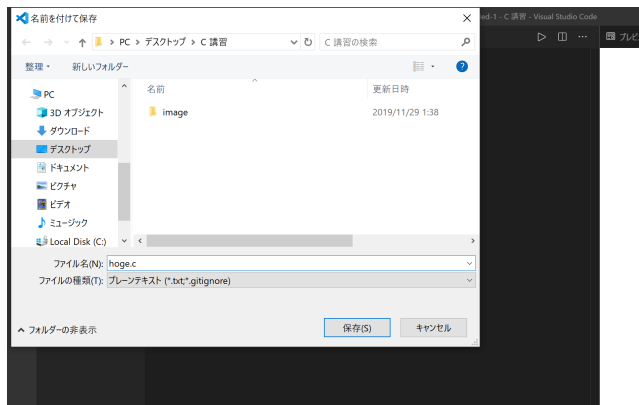 名前を付けて保存
ed-1 - C 講習 - Visual Studio Code
PC > デスクトップ > C 講習
C 講習の検索
プレビ
整理
新しいフォルダー
名前
更新日時
PC
3D オブジェクト
ダウンロード
デスクトップ
ドキュメント
ピクチャ
ビデオ
ミュージック
Local Disk (C:)
image
2019/11/29 1:38
ファイル名(N): hoge.c
ファイルの種類(T): プレーンテキスト (*.txt;*.gitignore)
フォルダーの非表示
保存(S)
キャンセル